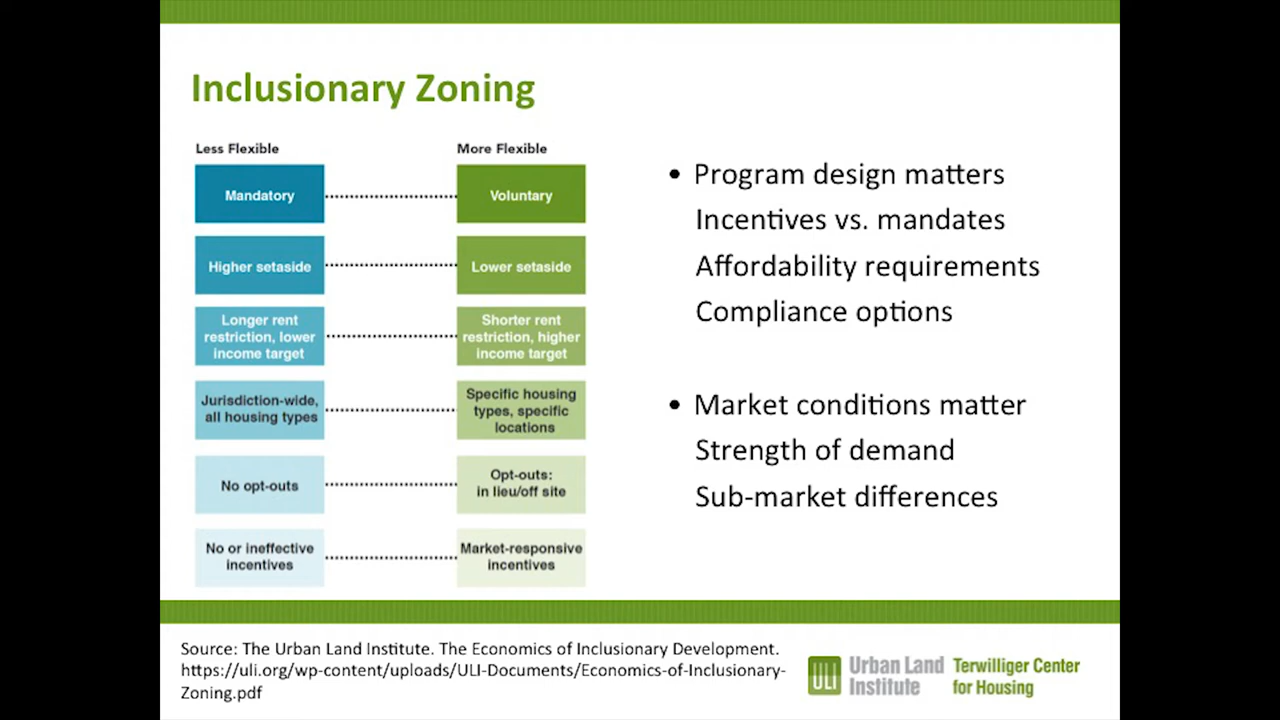 Inclusionary Zoning
Less Flexible
More Flexible
Mandatory
Voluntary
Higher setaside
Lower setaside
Longer rent
restriction, lower
income target
Shorter rent
restriction, higher
income target
Jurisdiction-wide,
all housing types
Specific housing
types, specific
locations
No opt-outs
Opt-outs:
in lieu/off site
No or ineffective
incentives
Market-responsive
incentives
• Program design matters
Incentives vs. mandates
Affordability requirements
Compliance options
• Market conditions matter
Strength of demand
Sub-market differences
Source: The Urban Land Institute. The Economics of Inclusionary Development.
https://uli.org/wp-content/uploads/ULI-Documents/Economics-of-Inclusionary-
Zoning.pdf
ULI
Urban Land
Institute
Terwilliger Center
for Housing